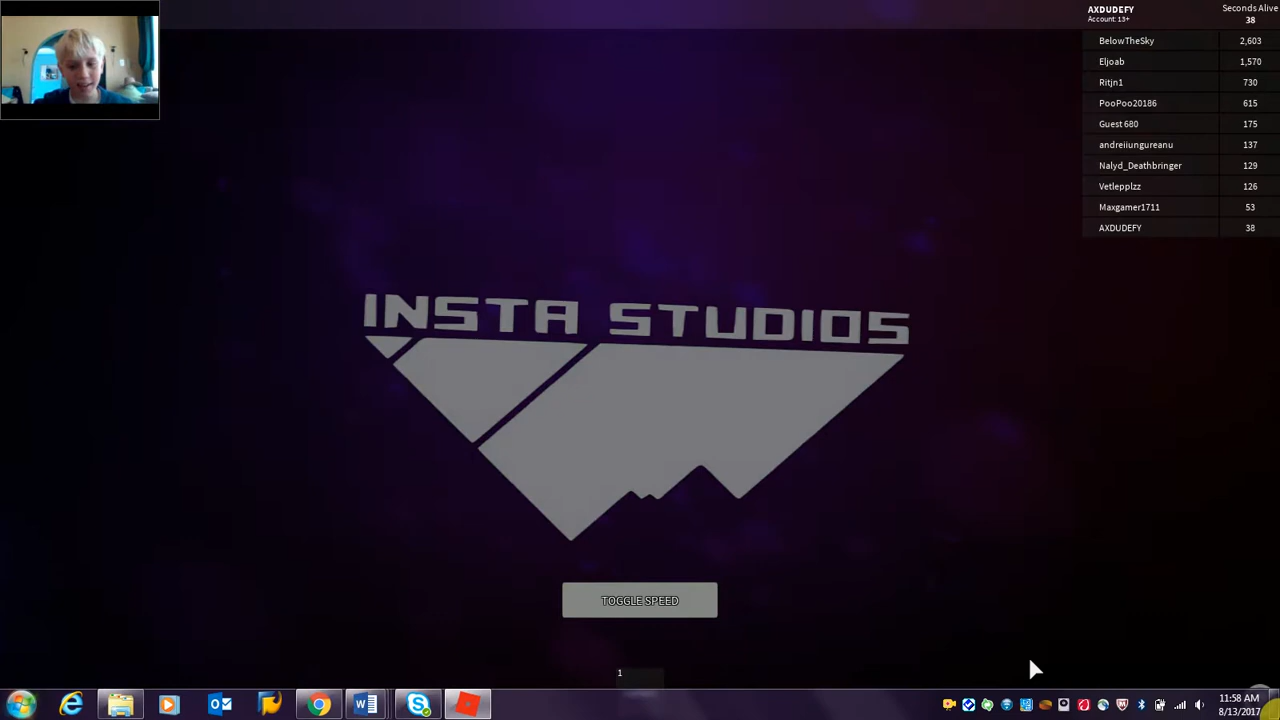 AXDUDEFY
Account: 13+
Seconds Alive
38
BelowTheSky 2,603
Eljoab 1,570
Ritjn1 730
PooPoo20186 615
Guest 680 175
andreiiungureanu 137
Nalyd_Deathbringer 129
Vetlepplzz 126
Maxgamer1711 53
AXDUDEFY 38
INSTA STUDIOS
TOGGLE SPEED
1
11:58 AM
8/13/2017